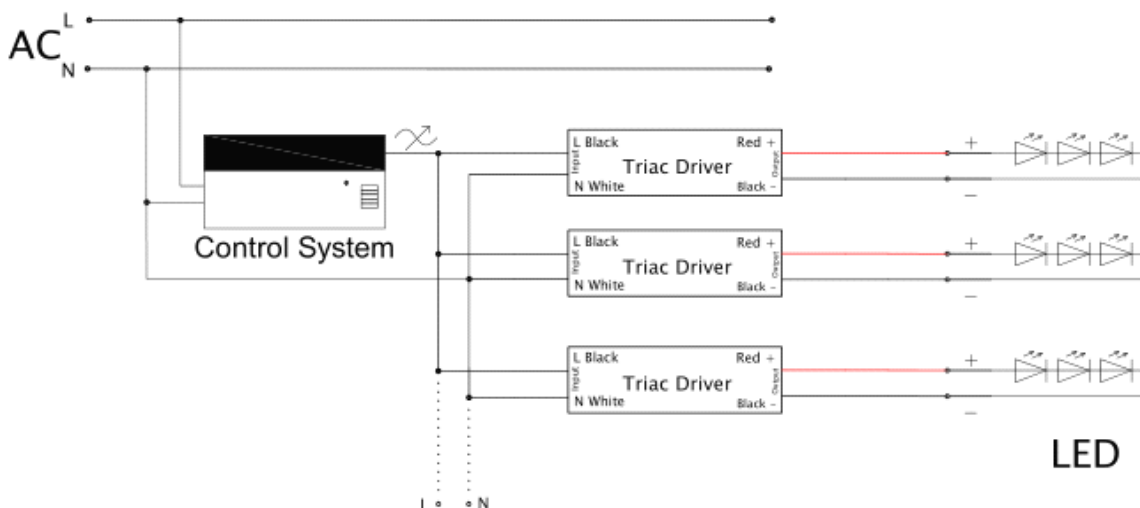 L
AC
N
L Black
Red +
Input
Triac Driver
Output
N White
Black -
+
-
Control System
L Black
Red +
Input
Triac Driver
Output
N White
Black -
+
-
L Black
Red +
Input
Triac Driver
Output
N White
Black -
+
-
LED
L
N